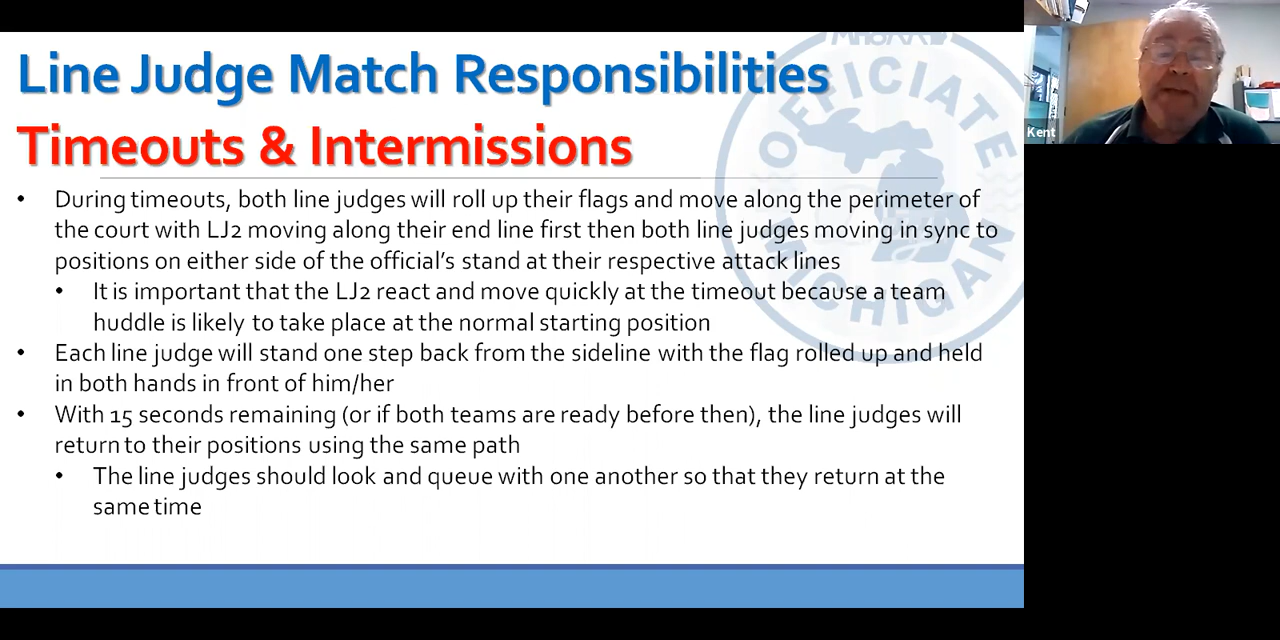 Line Judge Match Responsibilities
Timeouts & Intermissions
• During timeouts, both line judges will roll up their flags and move along the perimeter of
the court with LJ2 moving along their end line first then both line judges moving in sync to
positions on either side of the official's stand at their respective attack lines
• It is important that the LJ2 react and move quickly at the timeout because a team
huddle is likely to take place at the normal starting position
• Each line judge will stand one step back from the sideline with the flag rolled up and held
in both hands in front of him/her
• With 15 seconds remaining (or if both teams are ready before then), the line judges will
return to their positions using the same path
• The line judges should look and queue with one another so that they return at the
same time
OFFICIATE
MICHIGAN
Kent